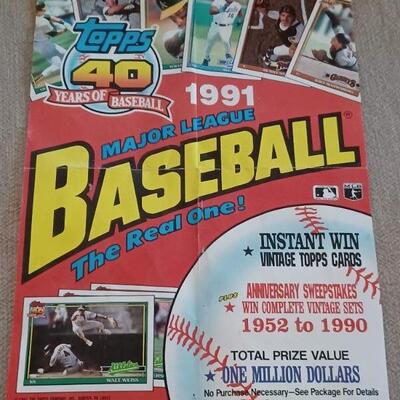 topps
40
YEARS OF BASEBALL
1991
MAJOR LEAGUE
BASEBALL®
The Real One!
INSTANT WIN
VINTAGE TOPPS CARDS
PLUS ANNIVERSARY SWEEPSTAKES
WIN COMPLETE VINTAGE SETS
1952 to 1990
TOTAL PRIZE VALUE
ONE MILLION DOLLARS
No Purchase Necessary—See Package For Details
Athletics
WALT WEISS